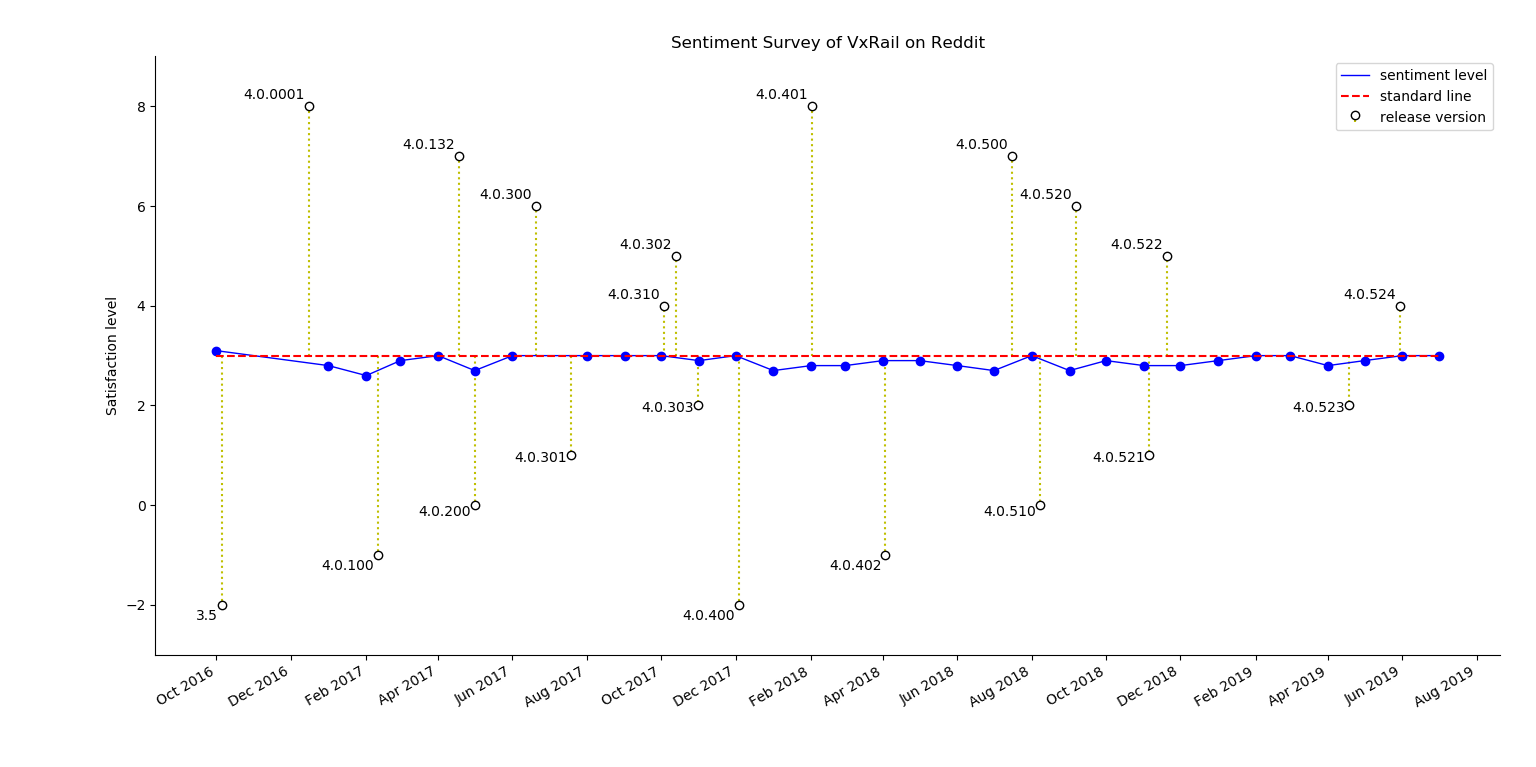 Sentiment Survey of VxRail on Reddit
sentiment level
standard line
release version
Satisfaction level
8
6
4
2
0
−2
4.0.0001
4.0.401
4.0.132
4.0.500
4.0.300
4.0.520
4.0.302
4.0.522
4.0.310
4.0.524
4.0.303
4.0.523
4.0.301
4.0.521
4.0.200
4.0.510
4.0.100
4.0.402
3.5
4.0.400
Oct 2016
Dec 2016
Feb 2017
Apr 2017
Jun 2017
Aug 2017
Oct 2017
Dec 2017
Feb 2018
Apr 2018
Jun 2018
Aug 2018
Oct 2018
Dec 2018
Feb 2019
Apr 2019
Jun 2019
Aug 2019